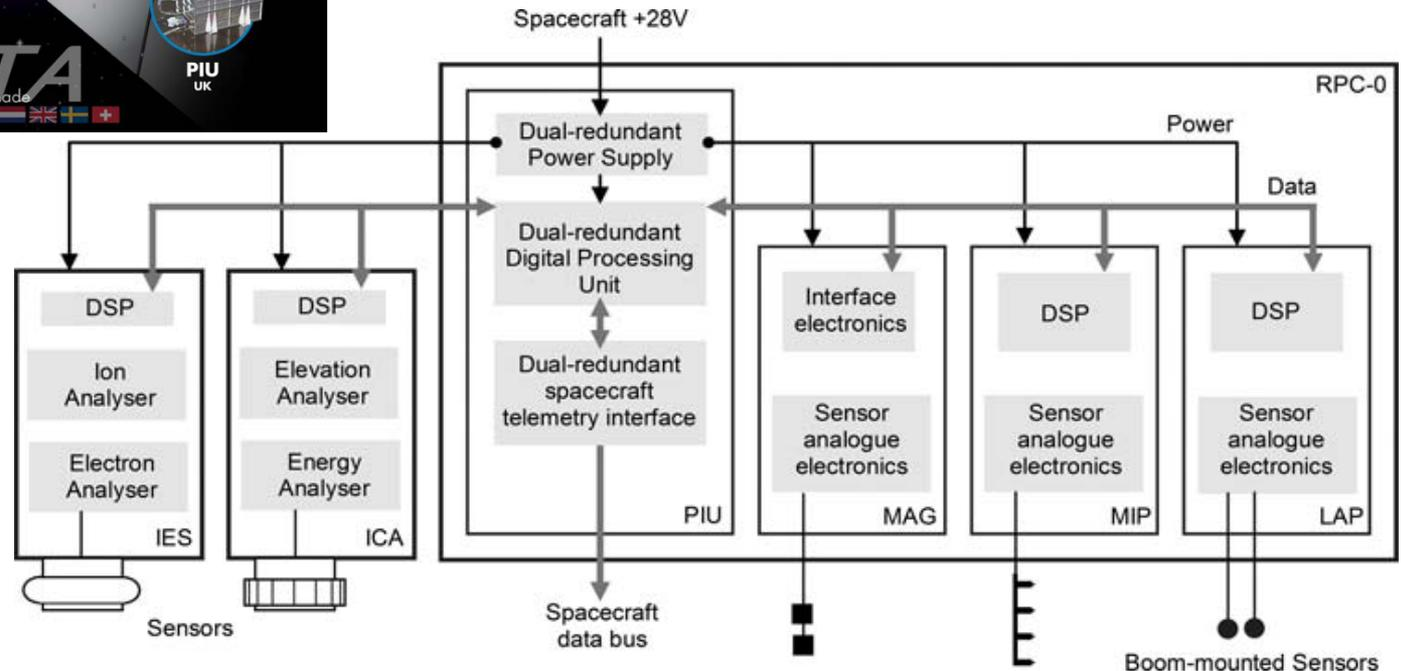 PIU
UK
TA
ade
Spacecraft +28V
RPC-0
Dual-redundant
Power Supply
Power
Data
Dual-redundant
Digital Processing
Unit
Dual-redundant
spacecraft
telemetry interface
PIU
Spacecraft
data bus
DSP
Ion
Analyser
Electron
Analyser
IES
DSP
Elevation
Analyser
Energy
Analyser
ICA
Sensors
Interface
electronics
Sensor
analogue
electronics
MAG
DSP
Sensor
analogue
electronics
MIP
DSP
Sensor
analogue
electronics
LAP
Boom-mounted Sensors